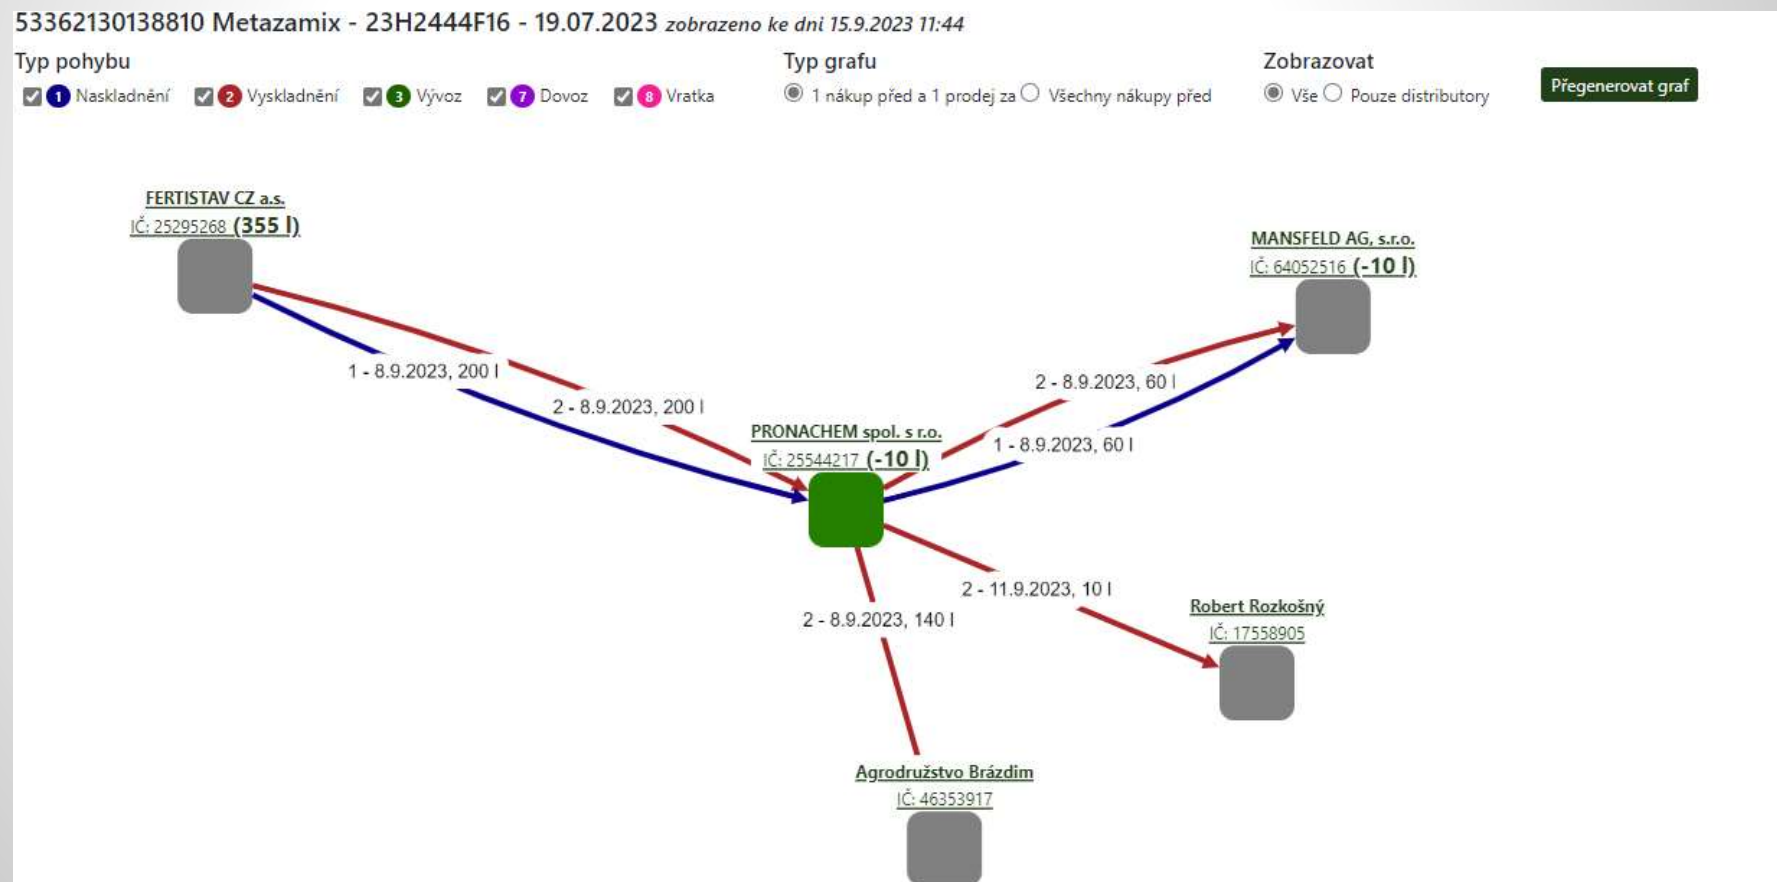 53362130138810 Metazamix - 23H2444F16 - 19.07.2023 zobrazeno ke dni 15.9.2023 11:44
Typ pohybu
1 Naskladnění 2 Vyskladnění 3 Vývoz 7 Dovoz 8 Vratka
Typ grafu
1 nákup před a 1 prodej za Všechny nákupy před
Zobrazovat
Vše Pouze distributory
Přegenerovat graf
FERTISTAV CZ a.s.
IČ: 25295268 (355 l)
MANSFELD AG, s.r.o.
IČ: 64052516 (-10 l)
1 - 8.9.2023, 200 l
2 - 8.9.2023, 200 l
2 - 8.9.2023, 60 l
1 - 8.9.2023, 60 l
PRONACHEM spol. s r.o.
IČ: 25544217 (-10 l)
2 - 11.9.2023, 10 l
2 - 8.9.2023, 140 l
Robert Rozkošný
IČ: 17558905
Agrodružstvo Brázdim
IČ: 46353917